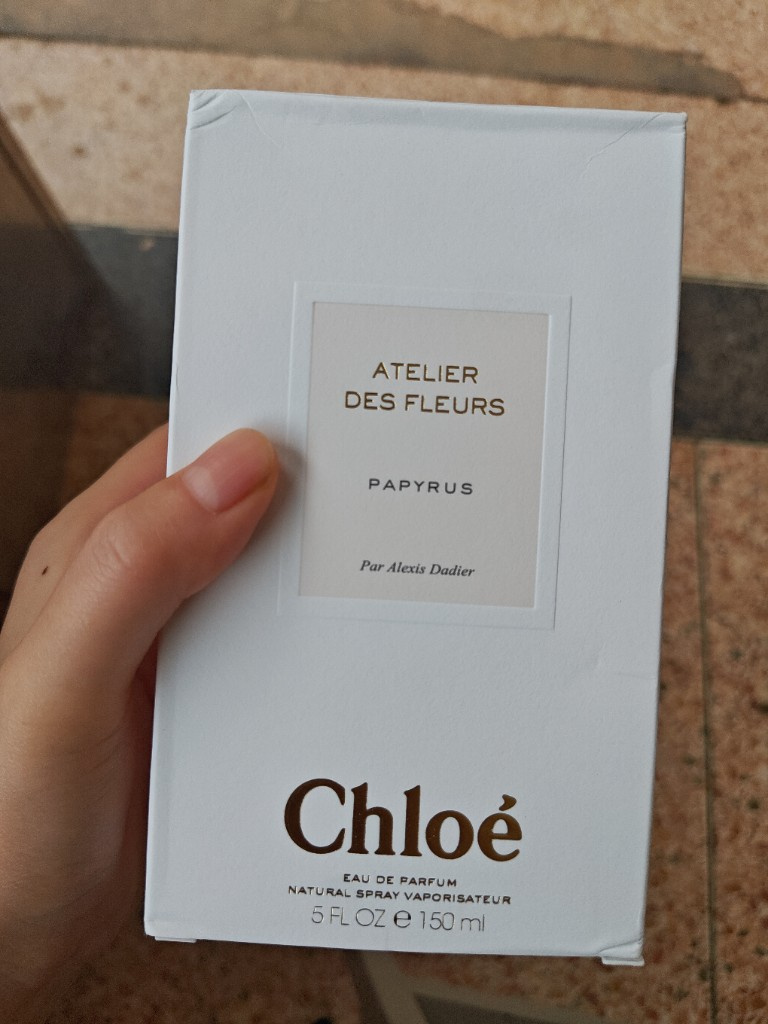 ATELIER
DES FLEURS
PAPYRUS
Par Alexis Dadier
Chloé
EAU DE PARFUM
NATURAL SPRAY VAPORISATEUR
5 FL OZ ℮ 150 ml